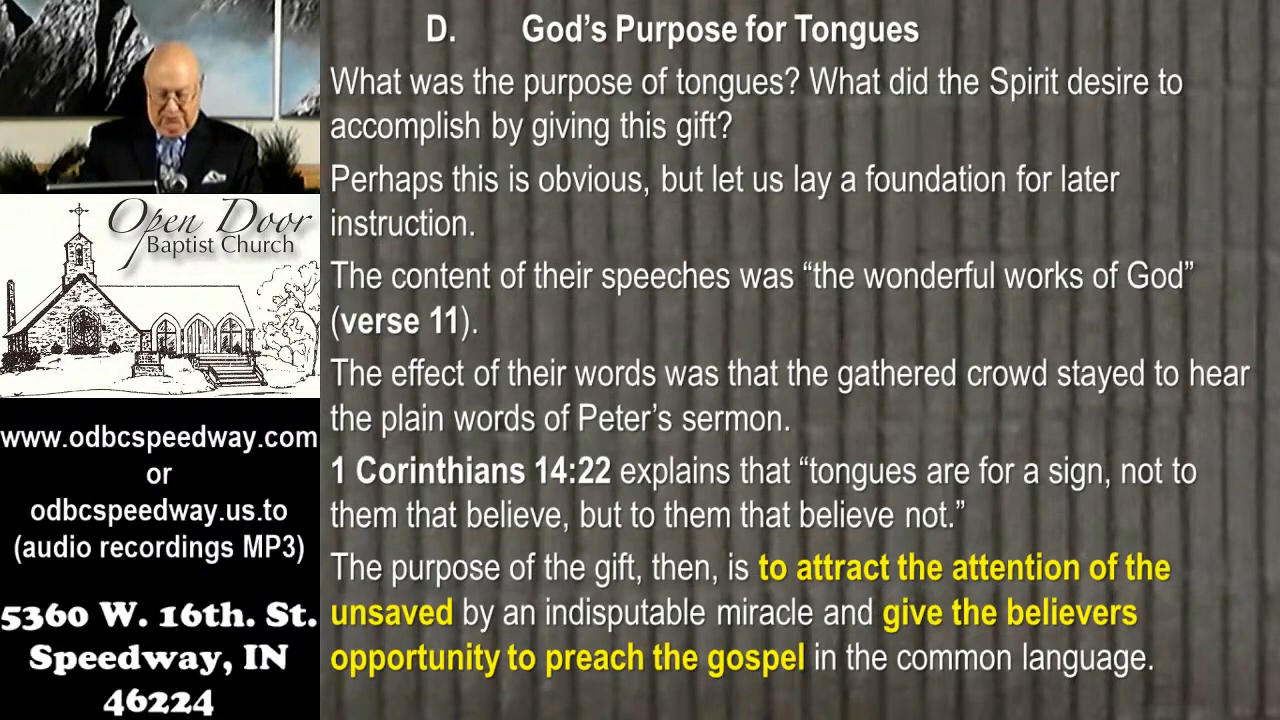 D. God’s Purpose for Tongues
What was the purpose of tongues? What did the Spirit desire to
accomplish by giving this gift?
Perhaps this is obvious, but let us lay a foundation for later
instruction.
The content of their speeches was “the wonderful works of God”
(verse 11).
The effect of their words was that the gathered crowd stayed to hear
the plain words of Peter’s sermon.
1 Corinthians 14:22 explains that “tongues are for a sign, not to
them that believe, but to them that believe not.”
The purpose of the gift, then, is to attract the attention of the
unsaved by an indisputable miracle and give the believers
opportunity to preach the gospel in the common language.
Open Door
Baptist Church
www.odbcspeedway.com
or
odbcspeedway.us.to
(audio recordings MP3)
5360 W. 16th. St.
Speedway, IN
46224